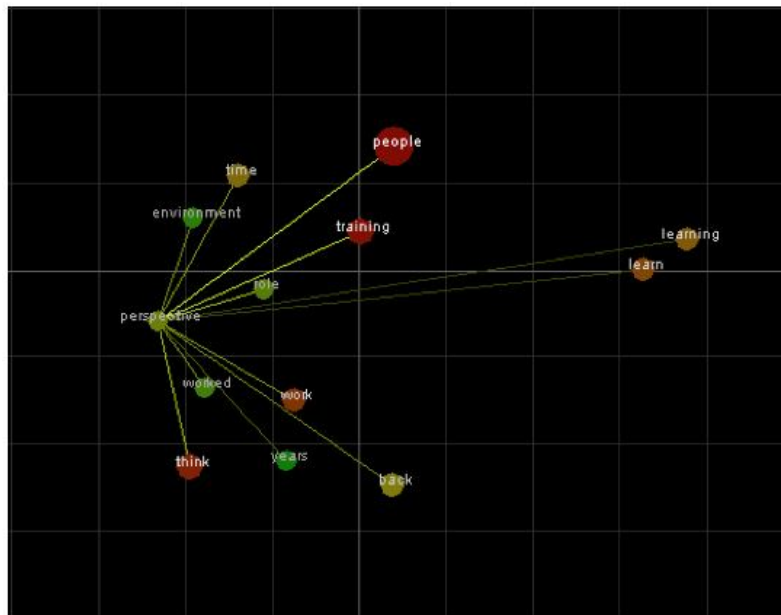 people
time
environment
training
learning
learn
role
perspective
worked
work
think
years
back